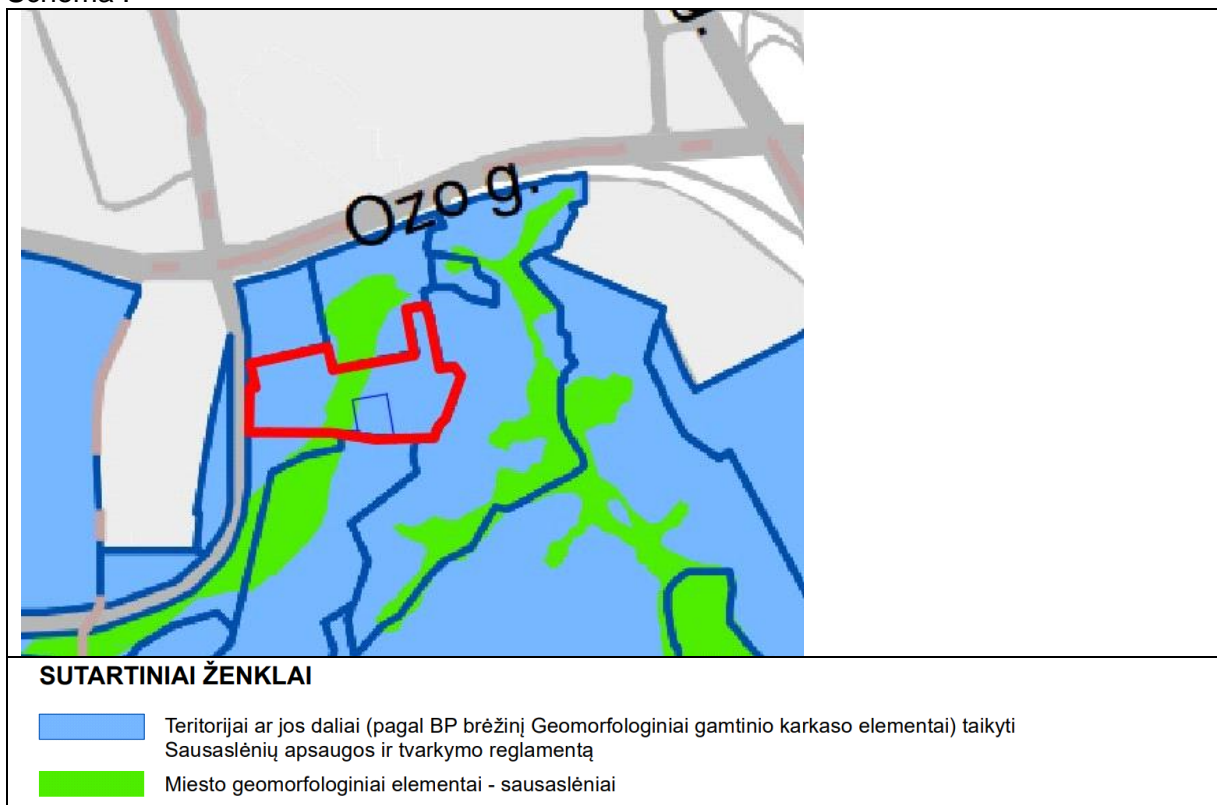 Ozo g.
SUTARTINIAI ŽENKLAI
Teritorijai ar jos daliai (pagal BP brėžinį Geomorfologiniai gamtinio karkaso elementai) taikyti
Sausaslėnių apsaugos ir tvarkymo reglamentą
Miesto geomorfologiniai elementai - sausaslėniai